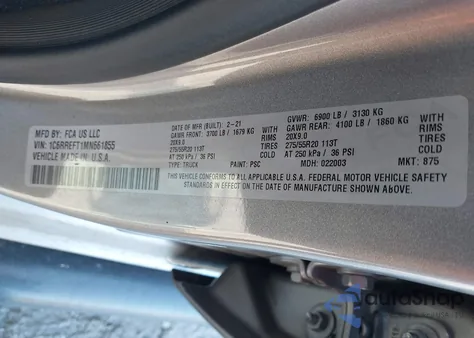 MFD BY: FCA US LLC
VIN: 1C6RREFT1MN661855
VEHICLE MADE IN U.S.A.
DATE OF MFR (BUILT): 2-21
GAWR FRONT: 3700 LB / 1679 KG
WITH 20X9.0
RIMS
TIRES 275/55R20 113T
AT 250 kPa / 36 PSI
TYPE: TRUCK PAINT: PSC
GVWR: 6900 LB / 3130 KG
GAWR REAR: 4100 LB / 1860 KG
WITH 20X9.0
RIMS
TIRES 275/55R20 113T
AT 250 kPa / 36 PSI
MDH: 022003 MKT: 875
THIS VEHICLE CONFORMS TO ALL APPLICABLE U.S.A. FEDERAL MOTOR VEHICLE SAFETY
STANDARDS IN EFFECT ON THE DATE OF MANUFACTURE SHOWN ABOVE.
autoShop